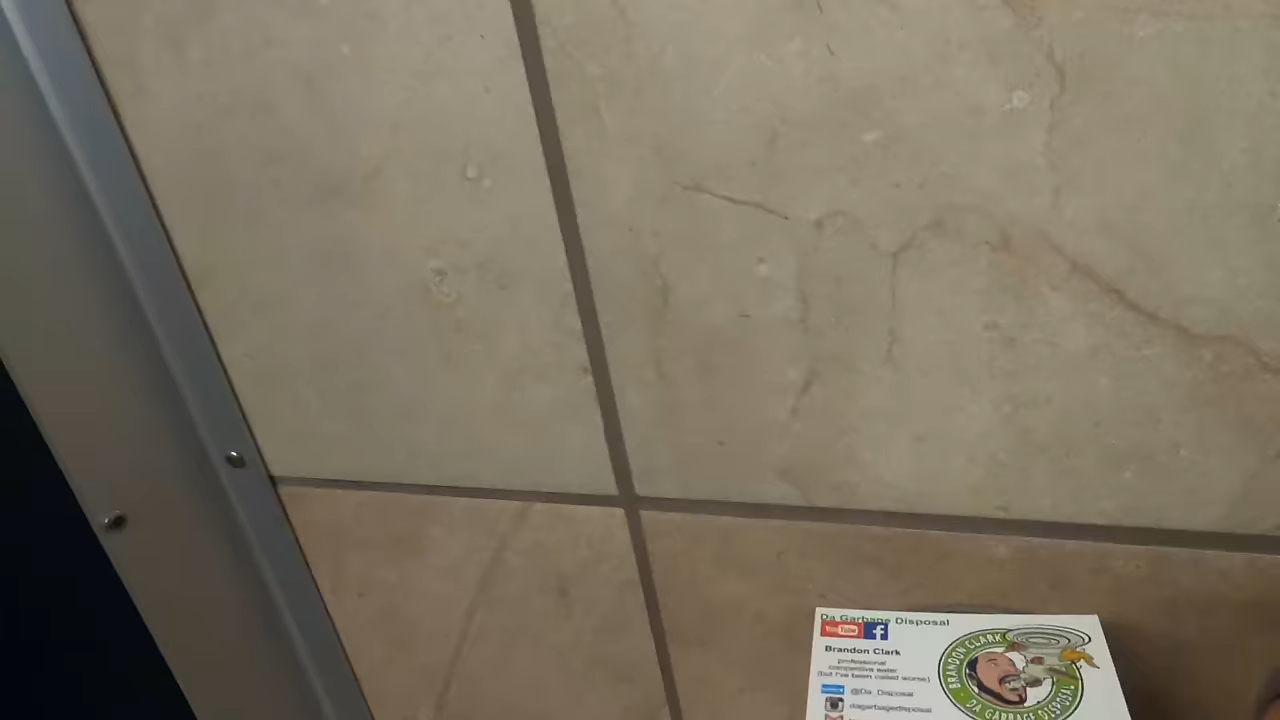 Da Garbage Disposal
YouTube f
Brandon Clark
professional
competitive eater
(but I've been called worse)
@Da_Disposal
dagarbagedisposal
BRANDON CLARK
DA GARBAGE DISPOSAL